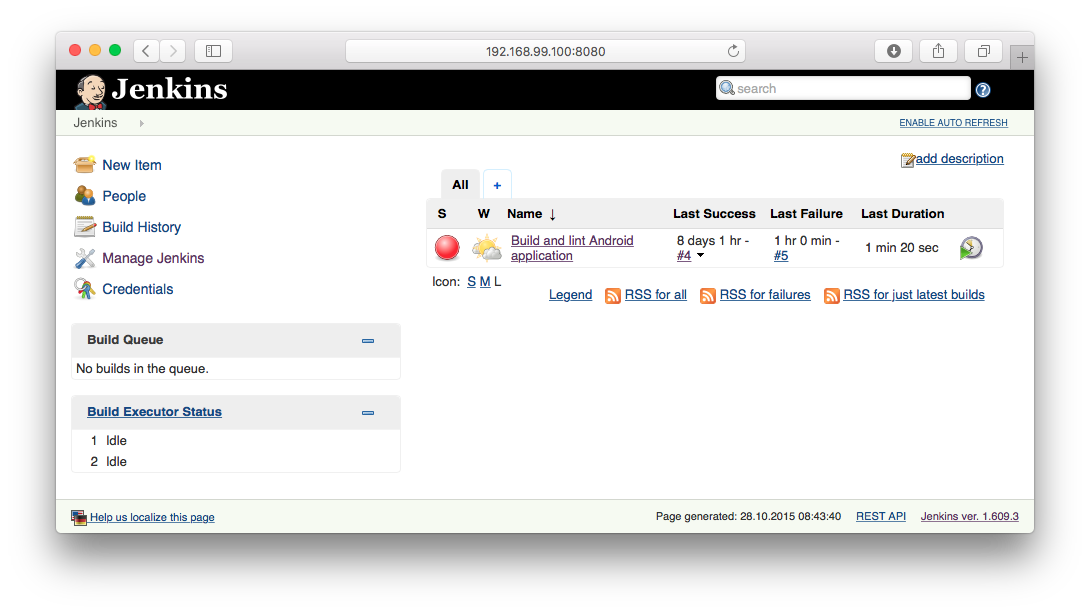 192.168.99.100:8080
Jenkins
search
?
Jenkins
ENABLE AUTO REFRESH
New Item
People
Build History
Manage Jenkins
Credentials
Build Queue
No builds in the queue.
Build Executor Status
1 Idle
2 Idle
add description
All +
S W Name ↓ Last Success Last Failure Last Duration
Build and lint Android 8 days 1 hr - 1 hr 0 min - 1 min 20 sec
application #4 #5
Icon: S M L
Legend RSS for all RSS for failures RSS for just latest builds
Help us localize this page
Page generated: 28.10.2015 08:43:40 REST API Jenkins ver. 1.609.3